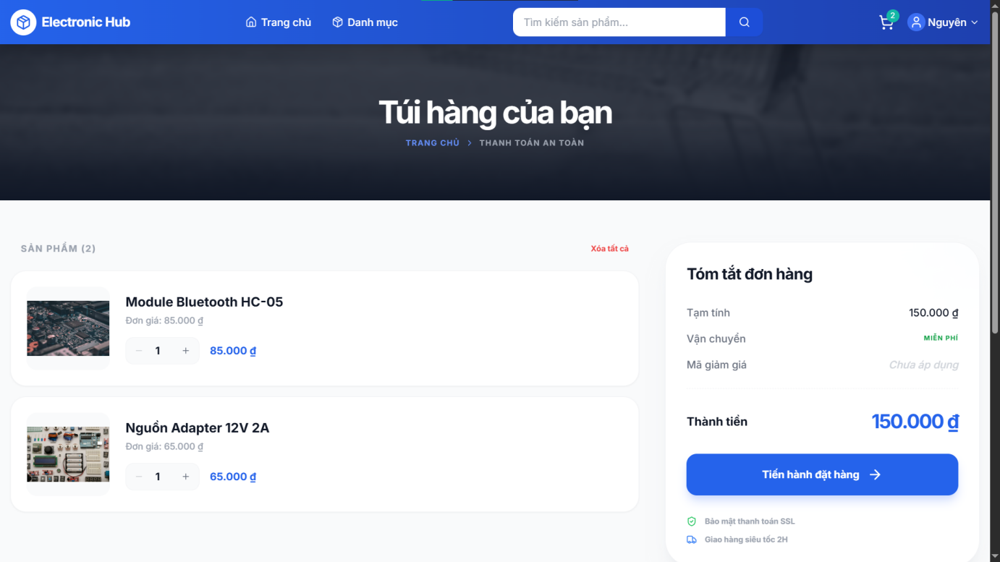 Electronic Hub
Trang chủ
Danh mục
Tìm kiếm sản phẩm...
2
Nguyên
Túi hàng của bạn
TRANG CHỦ > THANH TOÁN AN TOÀN
SẢN PHẨM (2)
Xóa tất cả
Module Bluetooth HC-05
Đơn giá: 85.000 ₫
− 1 + 85.000 ₫
Nguồn Adapter 12V 2A
Đơn giá: 65.000 ₫
− 1 + 65.000 ₫
Tóm tắt đơn hàng
Tạm tính 150.000 ₫
Vận chuyển MIỄN PHÍ
Mã giảm giá Chưa áp dụng
Thành tiền 150.000 ₫
Tiến hành đặt hàng →
Bảo mật thanh toán SSL
Giao hàng siêu tốc 2H